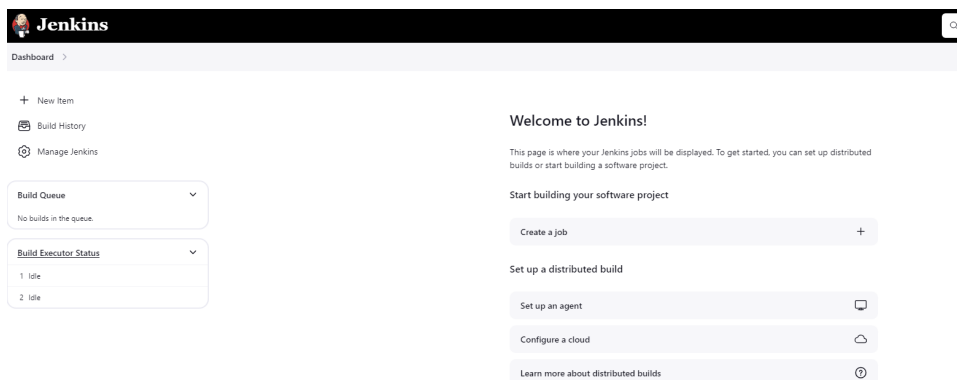 Jenkins
Dashboard
New Item
Build History
Manage Jenkins
Build Queue
No builds in the queue.
Build Executor Status
1 Idle
2 Idle
Welcome to Jenkins!
This page is where your Jenkins jobs will be displayed. To get started, you can set up distributed
builds or start building a software project.
Start building your software project
Create a job
Set up a distributed build
Set up an agent
Configure a cloud
Learn more about distributed builds